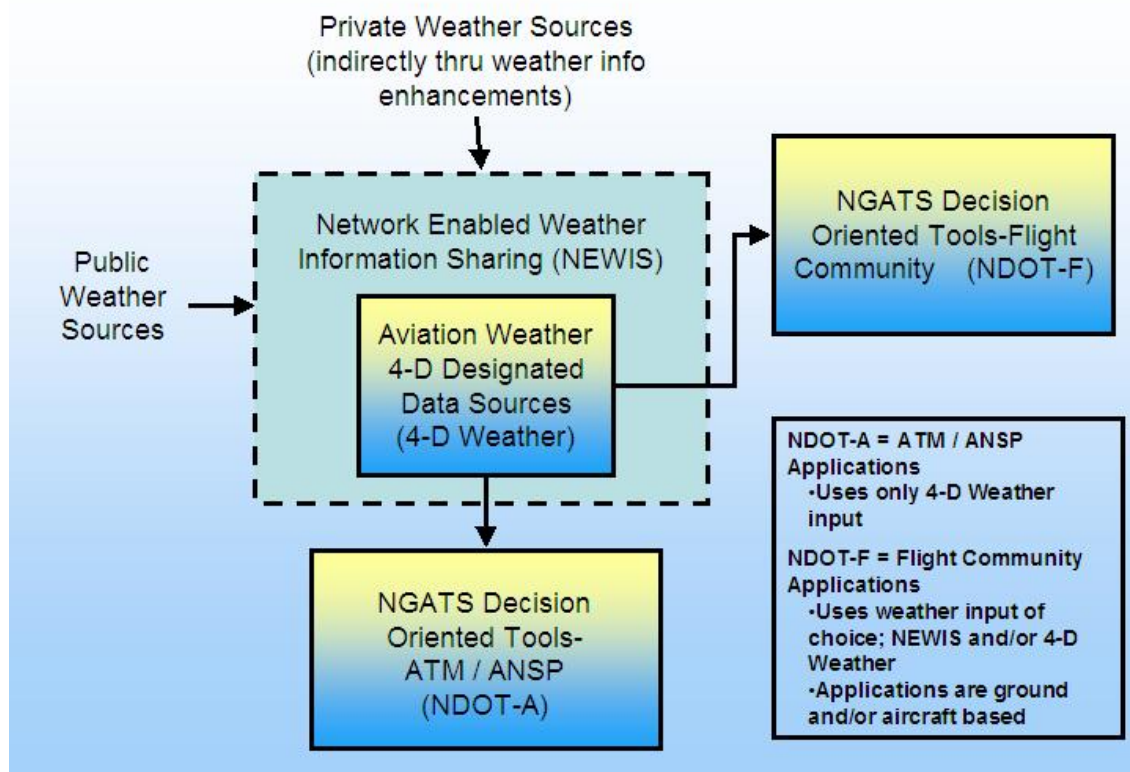 Private Weather Sources
(indirectly thru weather info
enhancements)
Public
Weather
Sources
Network Enabled Weather
Information Sharing (NEWIS)
Aviation Weather
4-D Designated
Data Sources
(4-D Weather)
NGATS Decision
Oriented Tools-Flight
Community (NDOT-F)
NGATS Decision
Oriented Tools-
ATM / ANSP
(NDOT-A)
NDOT-A = ATM / ANSP
Applications
•Uses only 4-D Weather
input
NDOT-F = Flight Community
Applications
•Uses weather input of
choice; NEWIS and/or 4-D
Weather
•Applications are ground
and/or aircraft based